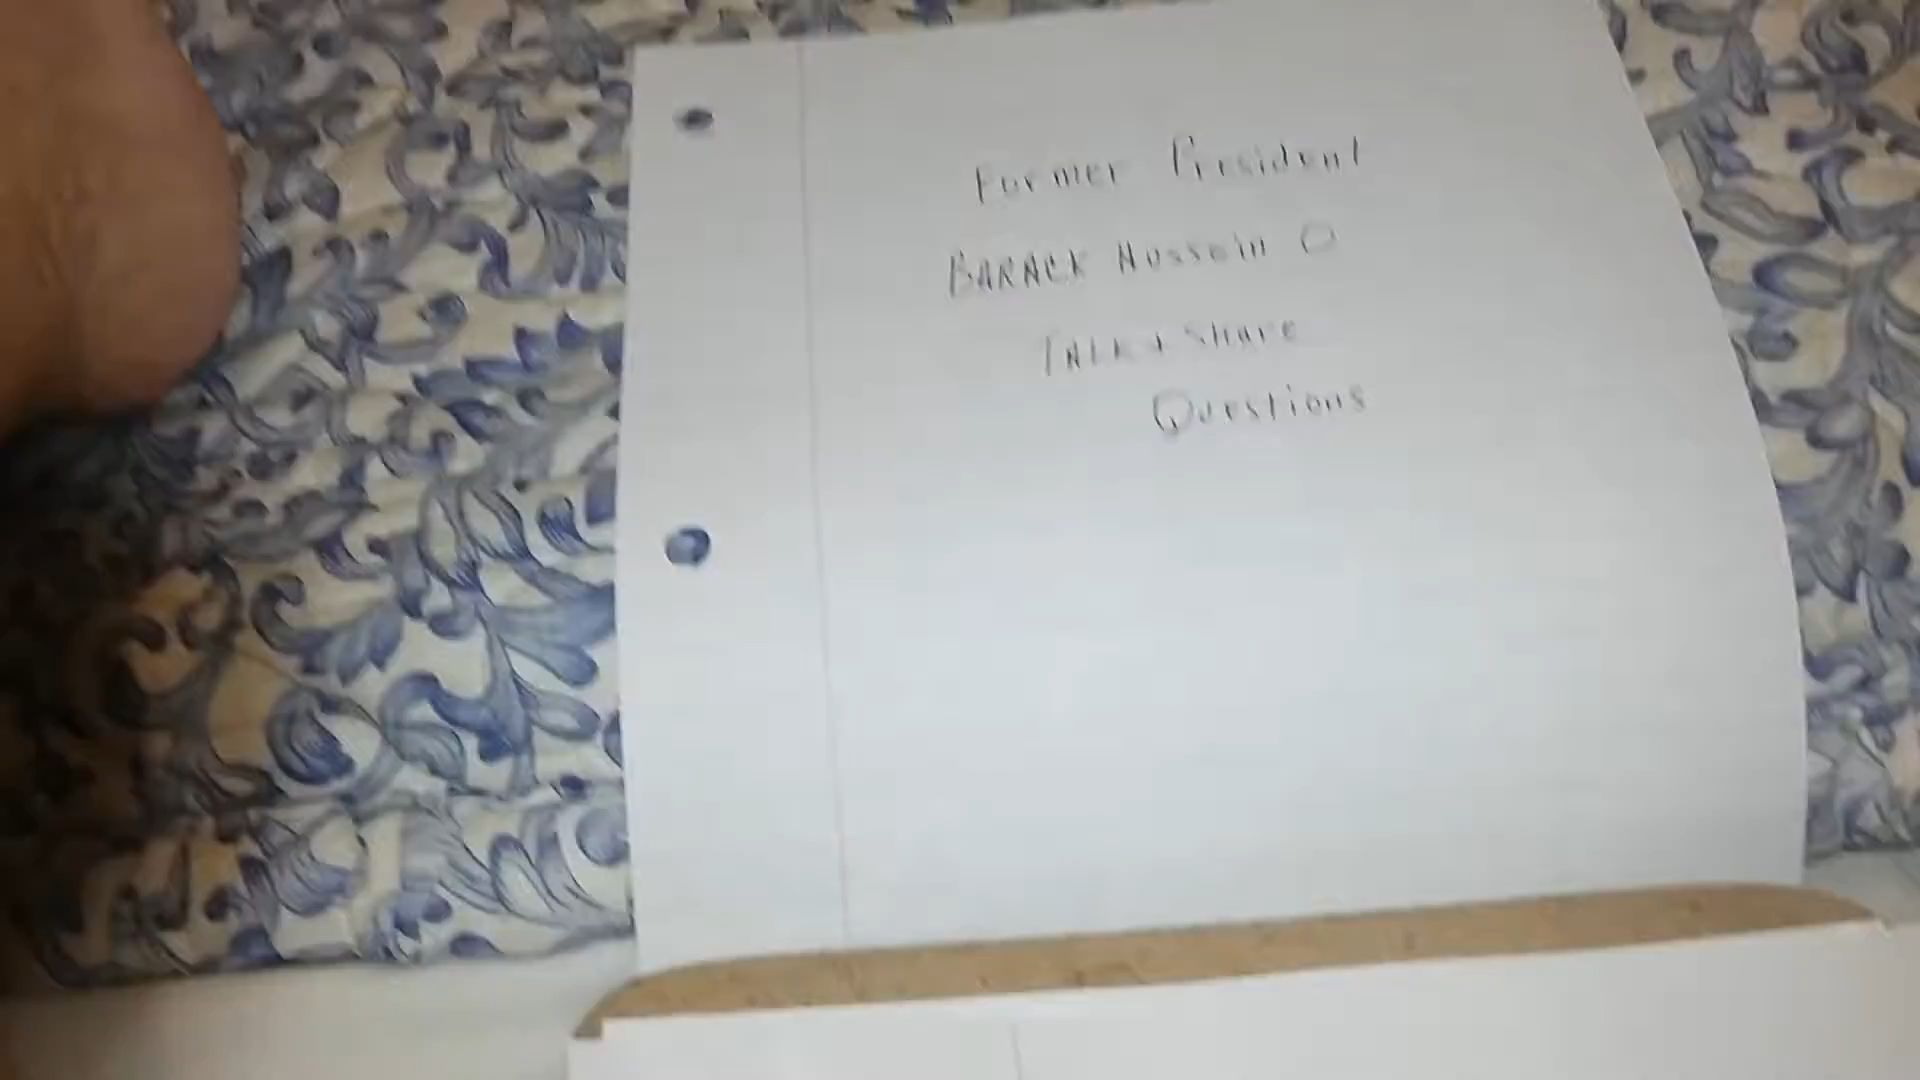 Former President
BARACK Hussein O
TALK + Share
Questions